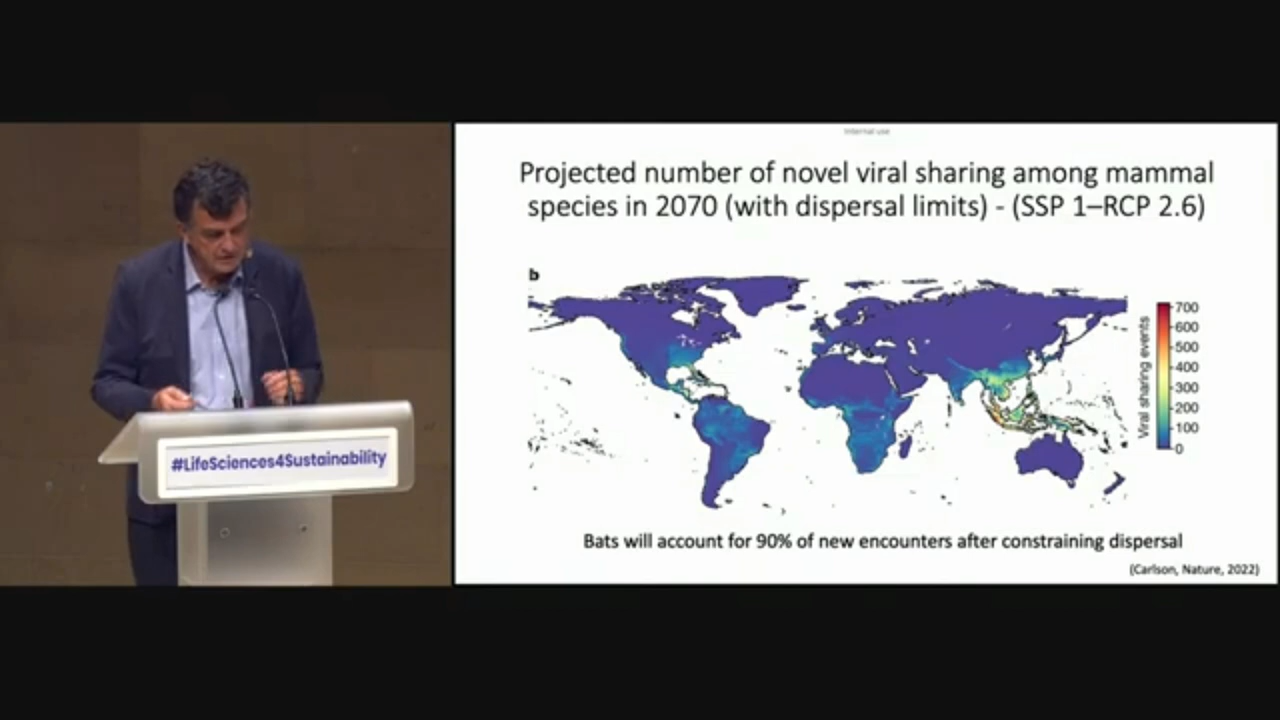 Internal use
Projected number of novel viral sharing among mammal
species in 2070 (with dispersal limits) - (SSP 1–RCP 2.6)
b
700
600
500
400
300
200
100
0
Viral sharing events
Bats will account for 90% of new encounters after constraining dispersal
(Carlson, Nature, 2022)
#LifeSciences4Sustainability